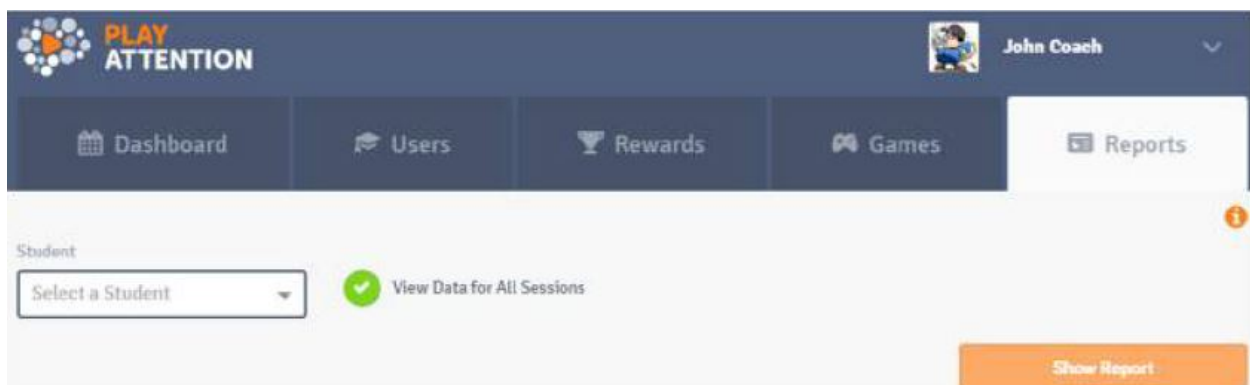 PLAY
ATTENTION
John Coach
Dashboard
Users
Rewards
Games
Reports
Student
Select a Student
View Data for All Sessions
Show Report